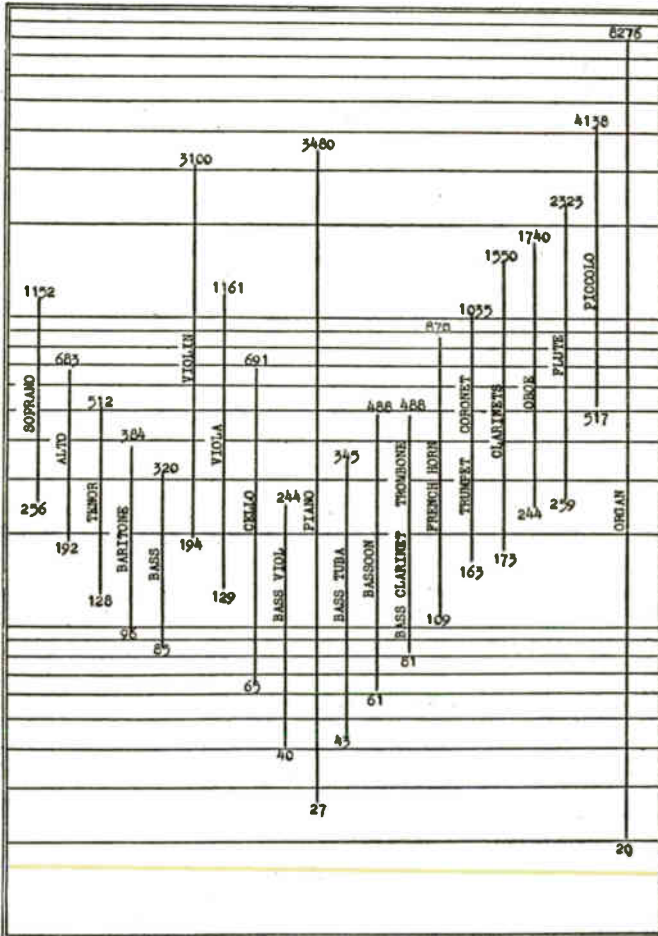 8276
4138
3480
3100
2323
1740
1550
1152
1161
1035
870
683
691
512
488
488
384
345
320
517
SOPRANO
ALTO
TENOR
BARITONE
BASS
VIOLIN
VIOLA
CELLO
BASS VIOL
PIANO
BASS TUBA
BASSOON
BASS CLARINET TROMBONE
FRENCH HORN
TRUMPET CORONET
CLARINETS
OBOE
FLUTE
PICCOLO
ORGAN
256
244
244
259
192
194
173
163
128
129
109
96
85
81
65
61
43
40
27
20